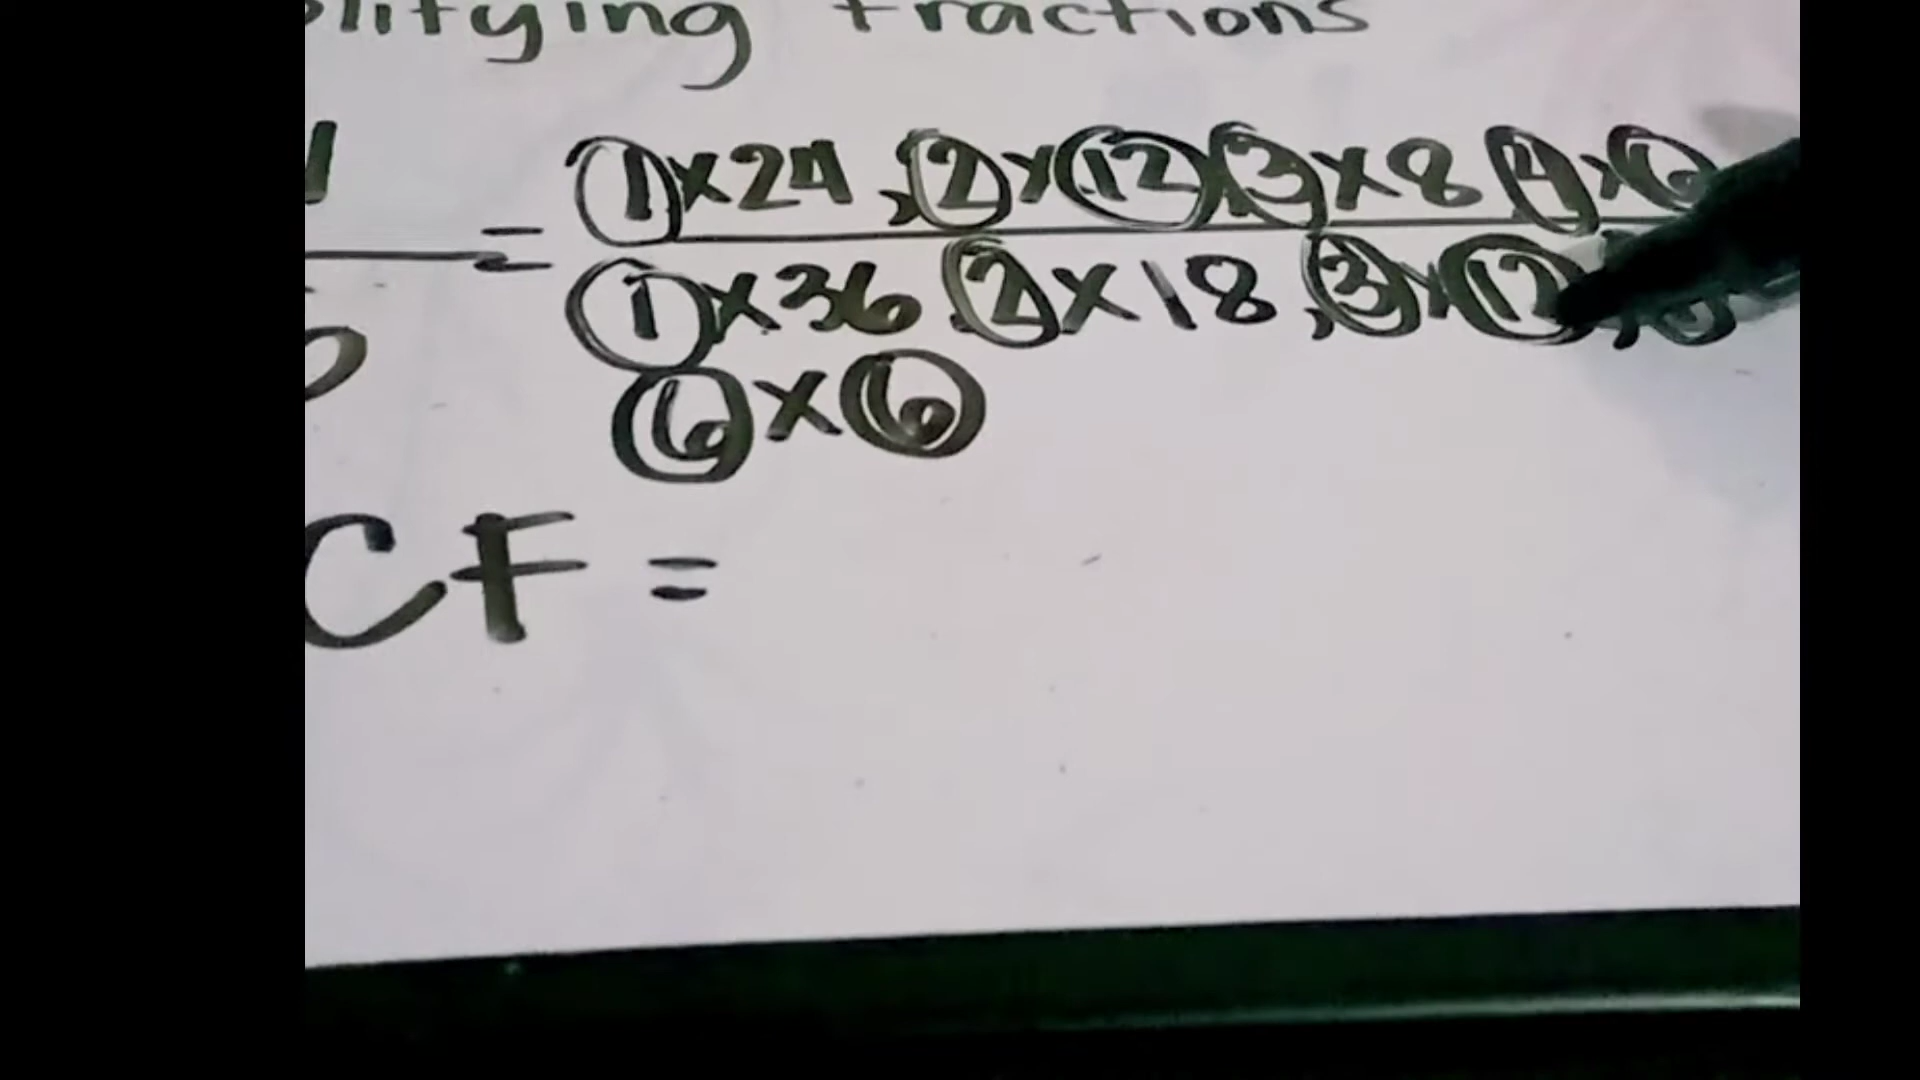 lifying fractions
= 1x24, 2x12, 3x8 4x6
1x36 2x18, 3x12,
6x6
CF =